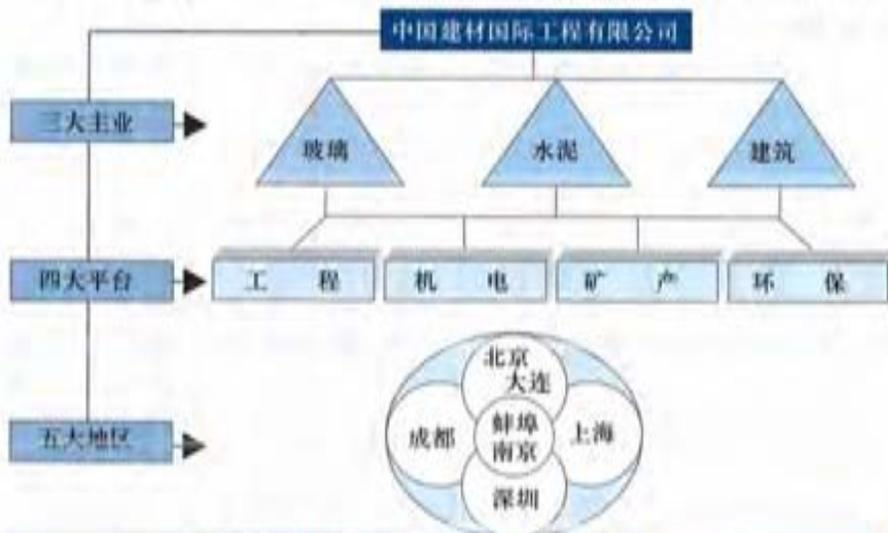 中国建材国际工程有限公司
三大主业
玻璃
水泥
建筑
四大平台
工 程
机 电
矿 产
环 保
五大地区
北京
大连
成都
蚌埠
南京
上海
深圳